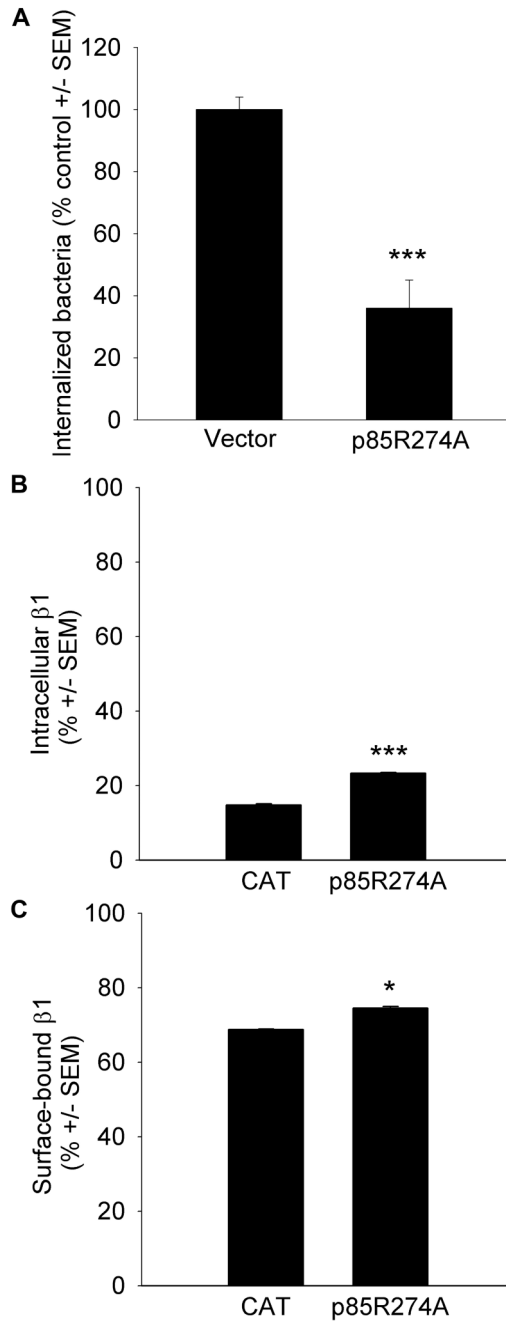 A
Internalized bacteria (% control +/- SEM)
120
100
80
60
40
20
0
***
Vector
p85R274A
B
Intracellular β1
(% +/- SEM)
100
80
60
40
20
0
***
CAT
p85R274A
C
Surface-bound β1
(% +/- SEM)
100
80
60
40
20
0
*
CAT
p85R274A